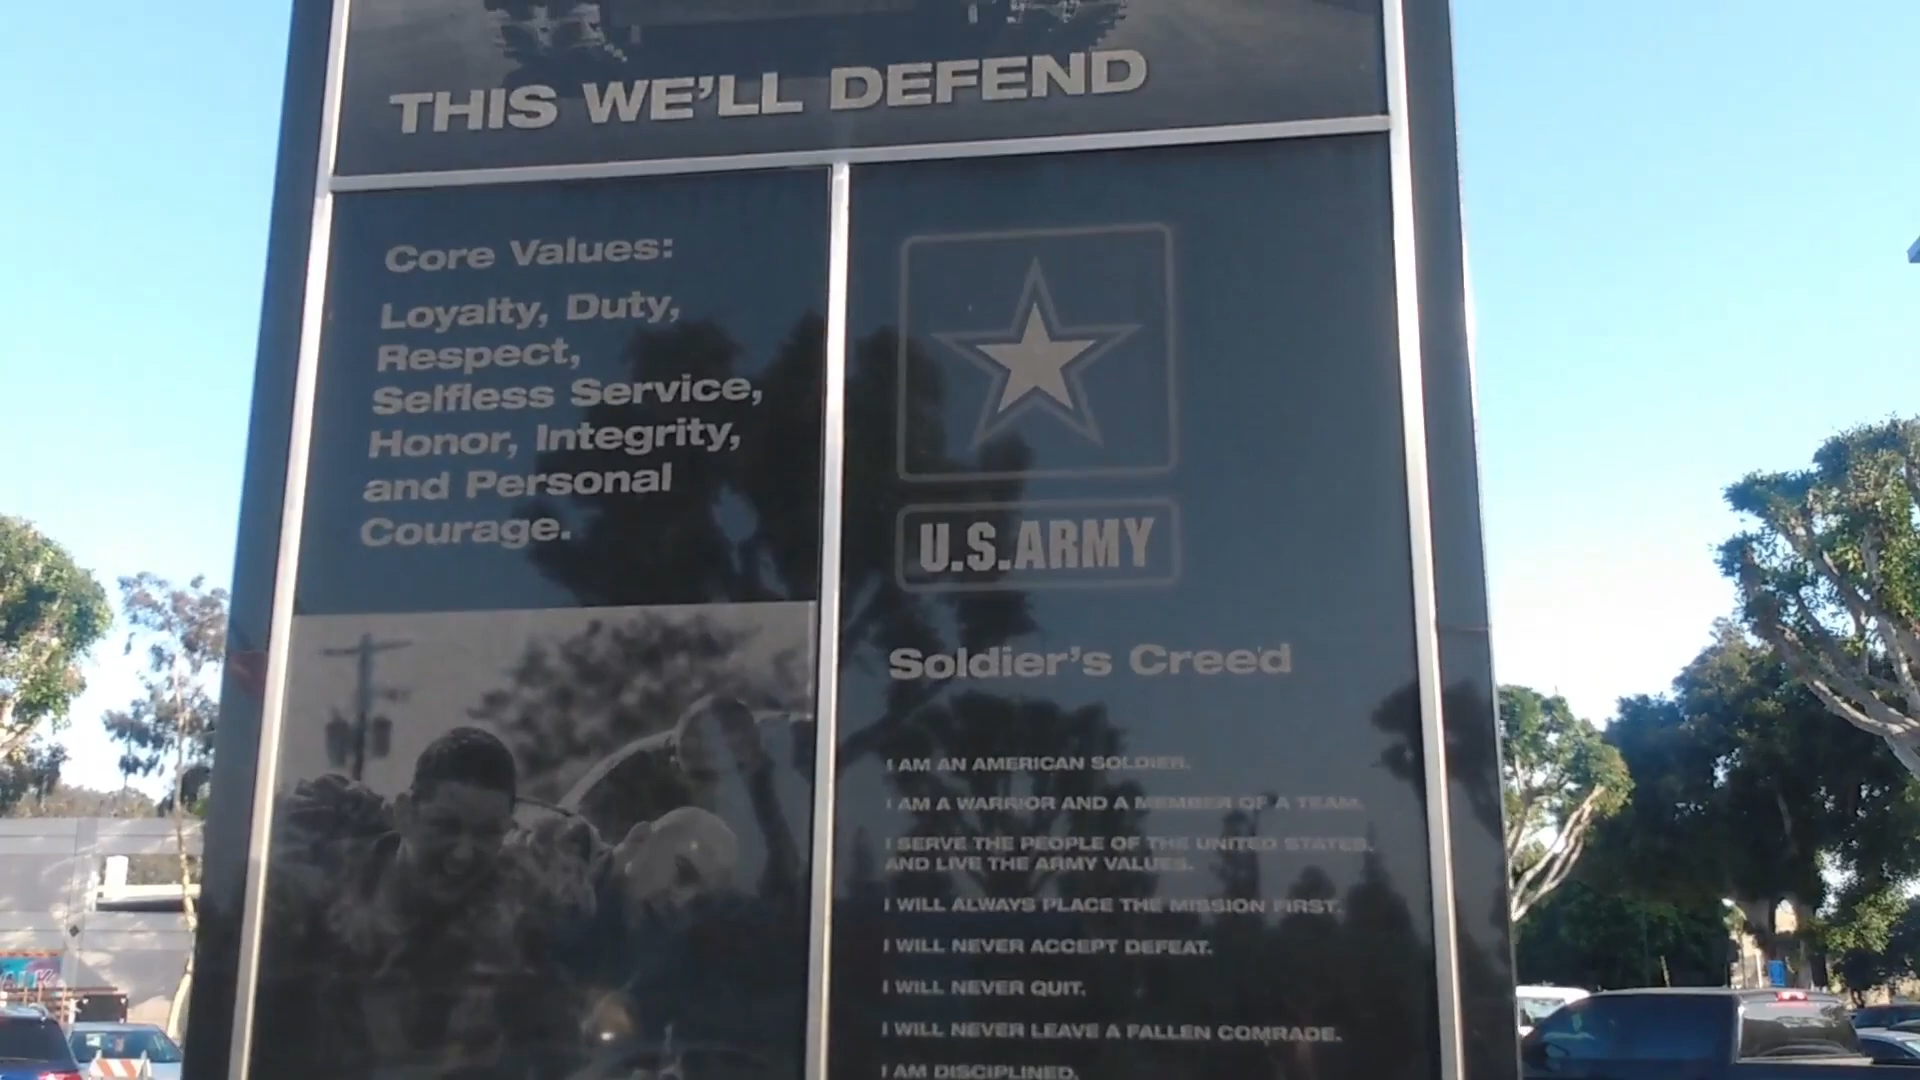 THIS WE'LL DEFEND
Core Values:
Loyalty, Duty,
Respect,
Selfless Service,
Honor, Integrity,
and Personal
Courage.
U.S.ARMY
Soldier's Creed
I AM AN AMERICAN SOLDIER.
I AM A WARRIOR AND A MEMBER OF A TEAM.
I SERVE THE PEOPLE OF THE UNITED STATES,
AND LIVE THE ARMY VALUES.
I WILL ALWAYS PLACE THE MISSION FIRST.
I WILL NEVER ACCEPT DEFEAT.
I WILL NEVER QUIT.
I WILL NEVER LEAVE A FALLEN COMRADE.
I AM DISCIPLINED.